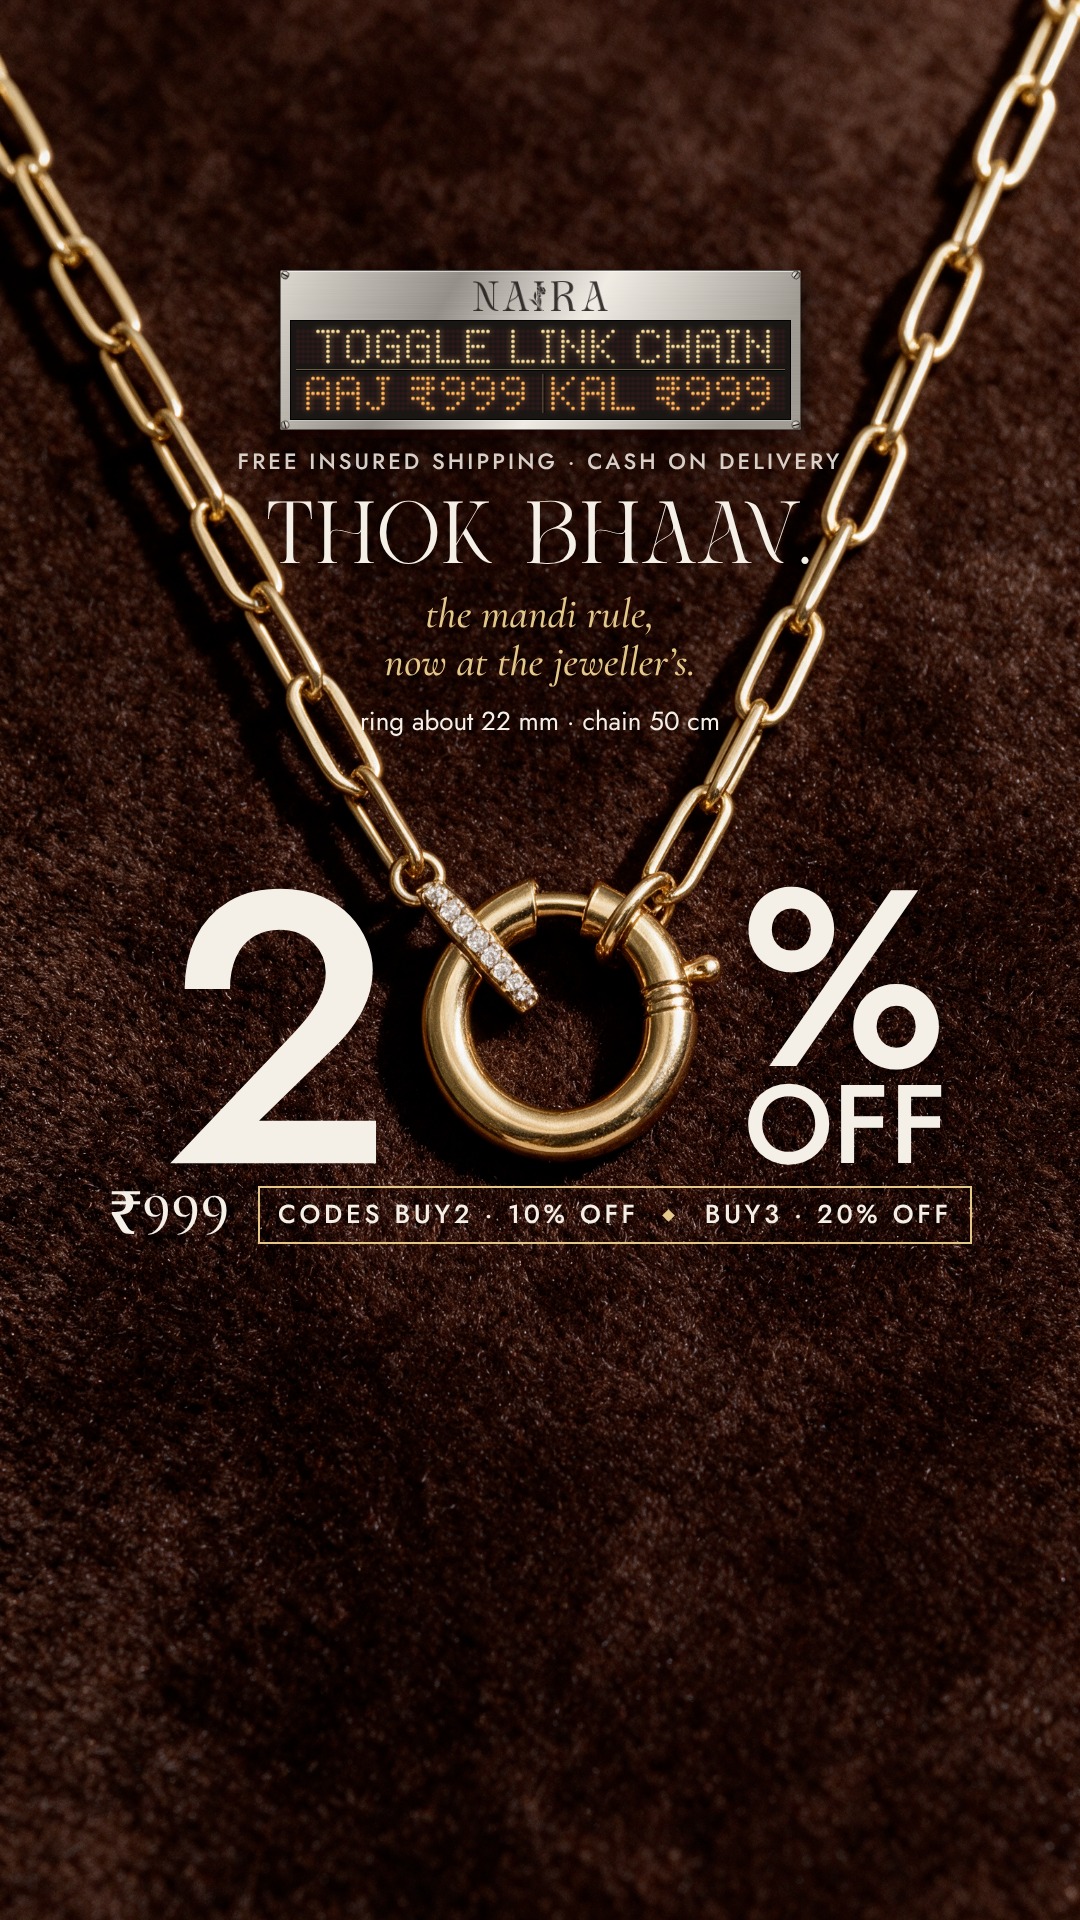 NAIRA
TOGGLE LINK CHAIN
AAJ ₹999 KAL ₹999
FREE INSURED SHIPPING · CASH ON DELIVERY
THOK BHAAV.
the mandi rule,
now at the jeweller's.
ring about 22 mm · chain 50 cm
20%
OFF
₹999
CODES BUY2 · 10% OFF ◆ BUY3 · 20% OFF